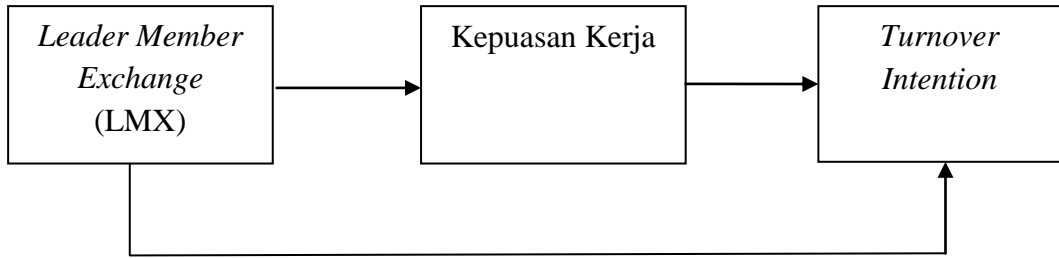 Leader Member
Exchange
(LMX)
Kepuasan Kerja
Turnover
Intention